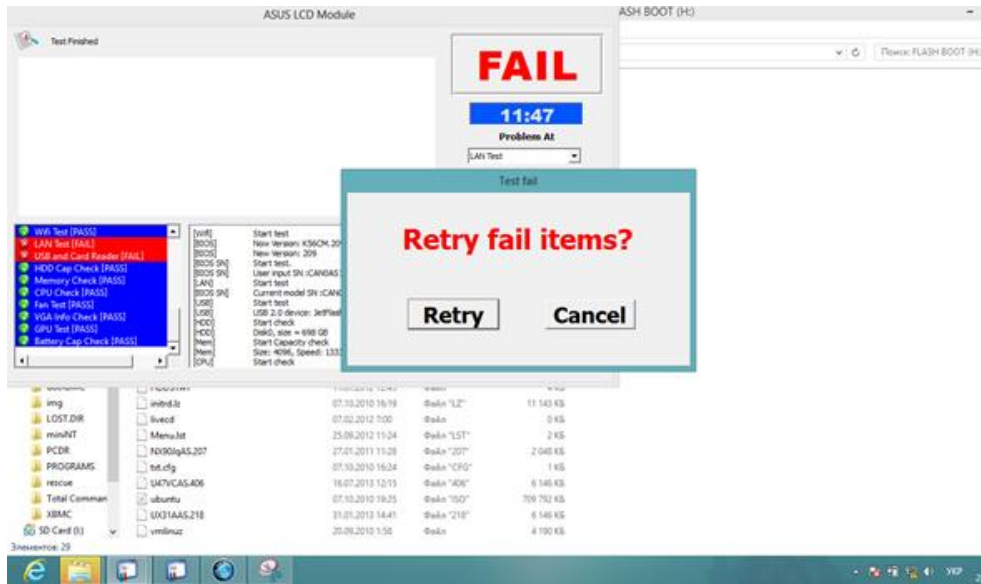 ASUS LCD Module
ASH BOOT (H:)
Test Finished
FAIL
Поиск: FLASH BOOT (H:
11:47
Problem At
LAN Test
Test fail
Retry fail items?
Retry
Cancel
Wifi Test [PASS]
LAN Test [FAIL]
USB and Card Reader [FAIL]
HDD Cap Check [PASS]
Memory Check [PASS]
CPU Check [PASS]
Fan Test [PASS]
VGA Info Check [PASS]
GPU Test [PASS]
Battery Cap Check [PASS]
[Wifi] Start test
[BIOS] Now Version: K56CM.20
[BIOS] New Version: 209
[BIOS SN] Start test.
[BIOS SN] User input SN :CAN0AS
[LAN] Start test
[BIOS SN] Current model SN :CAN0
[USB] Start test
[USB] USB 2.0 device: JetFlash
[HDD] Start check
[HDD] Disk0, size = 698 GB
[Mem] Start Capacity check
[Mem] Size: 4096, Speed: 1333
[CPU] Start check
img initrd.lz 07.10.2010 16:19 Файл "LZ" 11 143 КБ
LOST.DIR livecd 07.02.2012 7:00 Файл 0 КБ
miniNT Menu.lst 25.09.2012 11:24 Файл "LST" 2 КБ
PCDR NX90JqAS.207 27.01.2011 11:28 Файл "207" 2 048 КБ
PROGRAMS txt.cfg 07.10.2010 16:24 Файл "CFG" 1 КБ
rescue U47VCAS.406 16.07.2013 12:15 Файл "406" 6 146 КБ
Total Comman ubuntu 07.10.2010 19:25 Файл "ISO" 709 792 КБ
XBMC UX31AAS.218 31.01.2013 14:41 Файл "218" 6 146 КБ
SD Card (I:) vmlinuz 20.09.2010 1:50 Файл 4 190 КБ
Элементов: 29
УКР